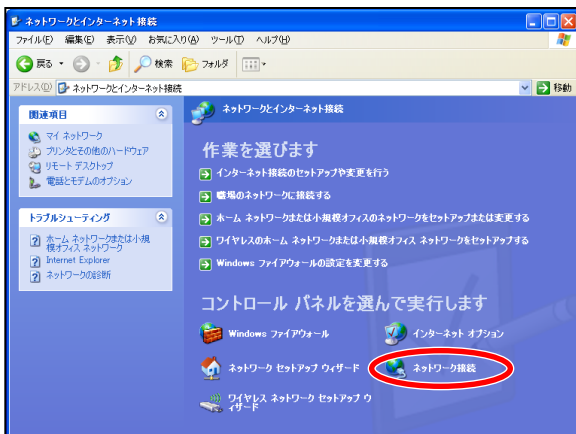 ネットワークとインターネット接続
ファイル(F) 編集(E) 表示(V) お気に入り(A) ツール(T) ヘルプ(H)
戻る 検索 フォルダ
アドレス(D) ネットワークとインターネット接続 移動
関連項目
マイ ネットワーク
プリンタとその他のハードウェア
リモート デスクトップ
電話とモデムのオプション
トラブルシューティング
ホーム ネットワークまたは小規
模オフィス ネットワーク
Internet Explorer
ネットワークの診断
ネットワークとインターネット接続
作業を選びます
インターネット接続のセットアップや変更を行う
職場のネットワークに接続する
ホーム ネットワークまたは小規模オフィスのネットワークをセットアップまたは変更する
ワイヤレスのホーム ネットワークまたは小規模オフィス ネットワークをセットアップする
Windows ファイアウォールの設定を変更する
コントロール パネルを選んで実行します
Windows ファイアウォール
インターネット オプション
ネットワーク セットアップ ウィザード
ネットワーク接続
ワイヤレス ネットワーク セットアップ ウ
ィザード